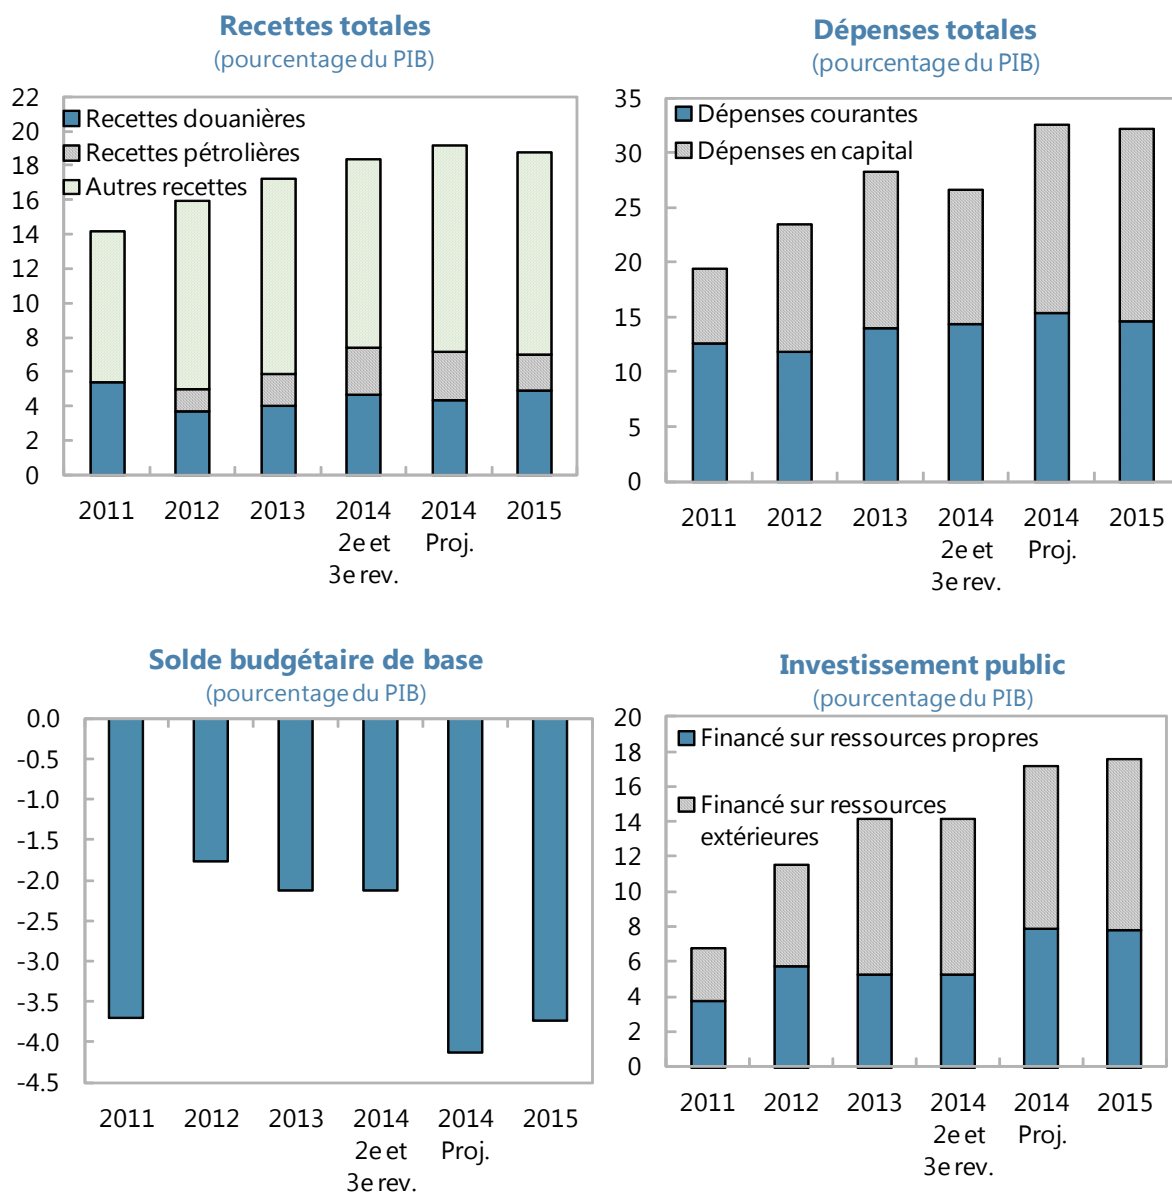 Recettes totales
(pourcentage du PIB)
22
20
18
16
14
12
10
8
6
4
2
0
Recettes douanières
Recettes pétrolières
Autres recettes
2011 2012 2013 2014 2014 2015
2e et Proj.
3e rev.
Dépenses totales
(pourcentage du PIB)
35
30
25
20
15
10
5
0
Dépenses courantes
Dépenses en capital
2011 2012 2013 2014 2014 2015
2e et Proj.
3e rev.
Solde budgétaire de base
(pourcentage du PIB)
0.0
-0.5
-1.0
-1.5
-2.0
-2.5
-3.0
-3.5
-4.0
-4.5
2011 2012 2013 2014 2014 2015
2e et Proj.
3e rev.
Investissement public
(pourcentage du PIB)
20
18
16
14
12
10
8
6
4
2
0
Financé sur ressources propres
Financé sur ressources
extérieures
2011 2012 2013 2014 2014 2015
2e et Proj.
3e rev.